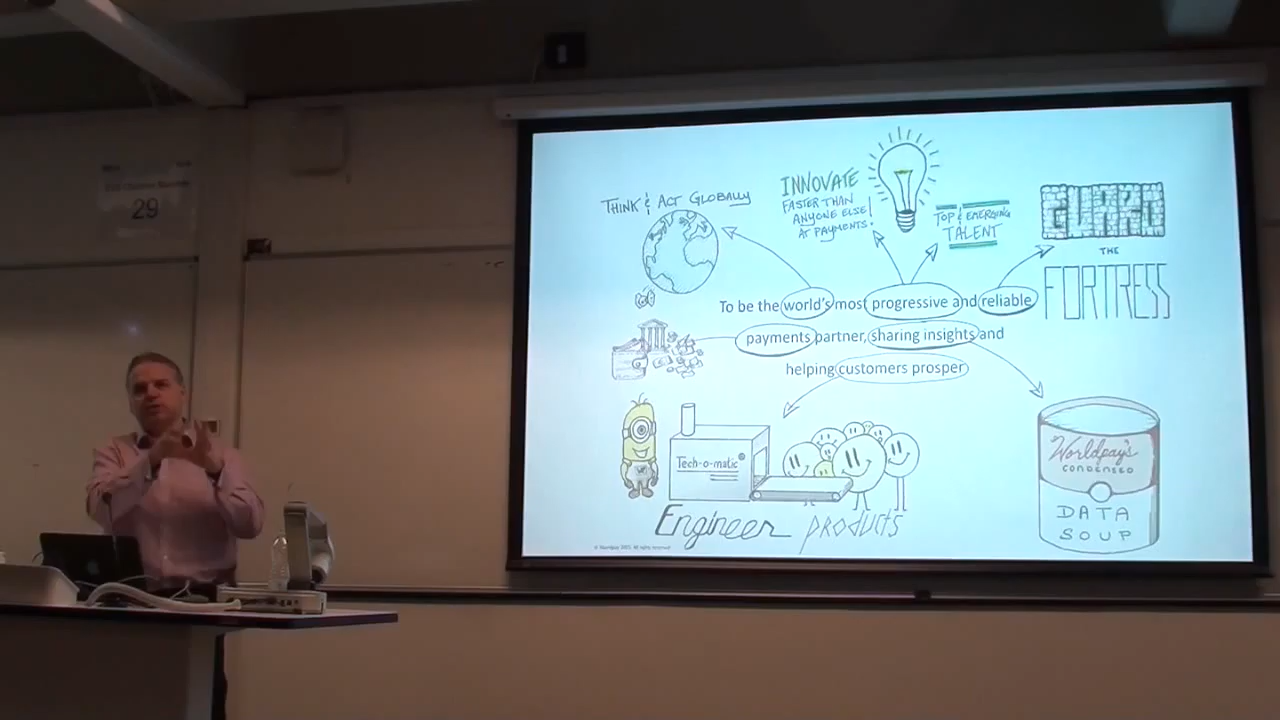 29
THINK & ACT GLOBALLY
INNOVATE
FASTER THAN
ANYONE ELSE!
AT PAYMENTS.
TOP & EMERGING
TALENT
GUARD
THE
FORTRESS
To be the world's most progressive and reliable
payments partner, sharing insights and
helping customers prosper
Tech-o-matic
Engineer products
Worldpay's
CONDENSED
DATA
SOUP